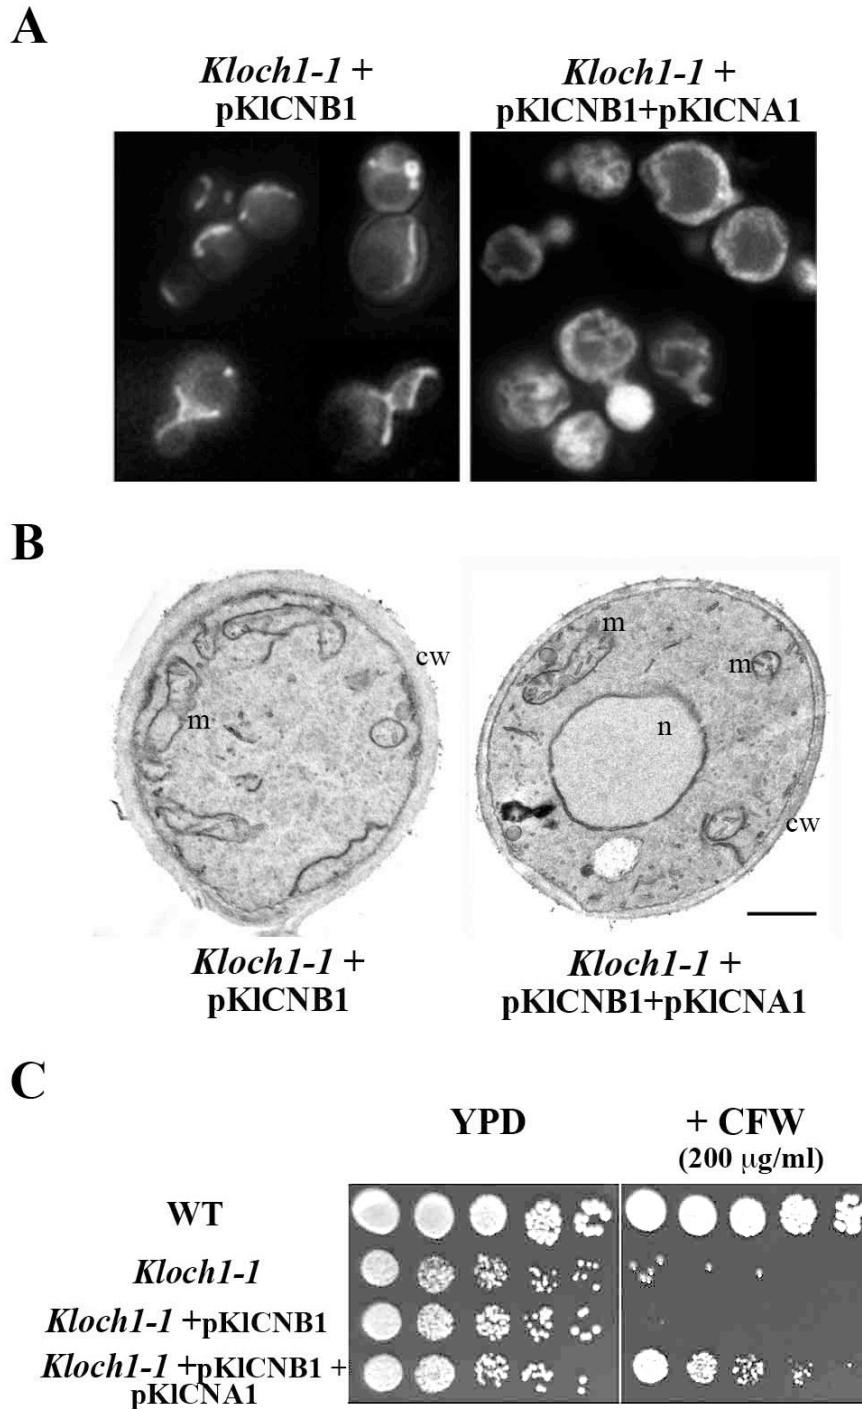 A
Kloch1-1 +
pKlCNB1
Kloch1-1 +
pKlCNB1+pKlCNA1
B
cw
m
m
m
n
cw
Kloch1-1 +
pKlCNB1
Kloch1-1 +
pKlCNB1+pKlCNA1
C
YPD
+ CFW
(200 μg/ml)
WT
Kloch1-1
Kloch1-1 +pKlCNB1
Kloch1-1 +pKlCNB1 +
pKlCNA1